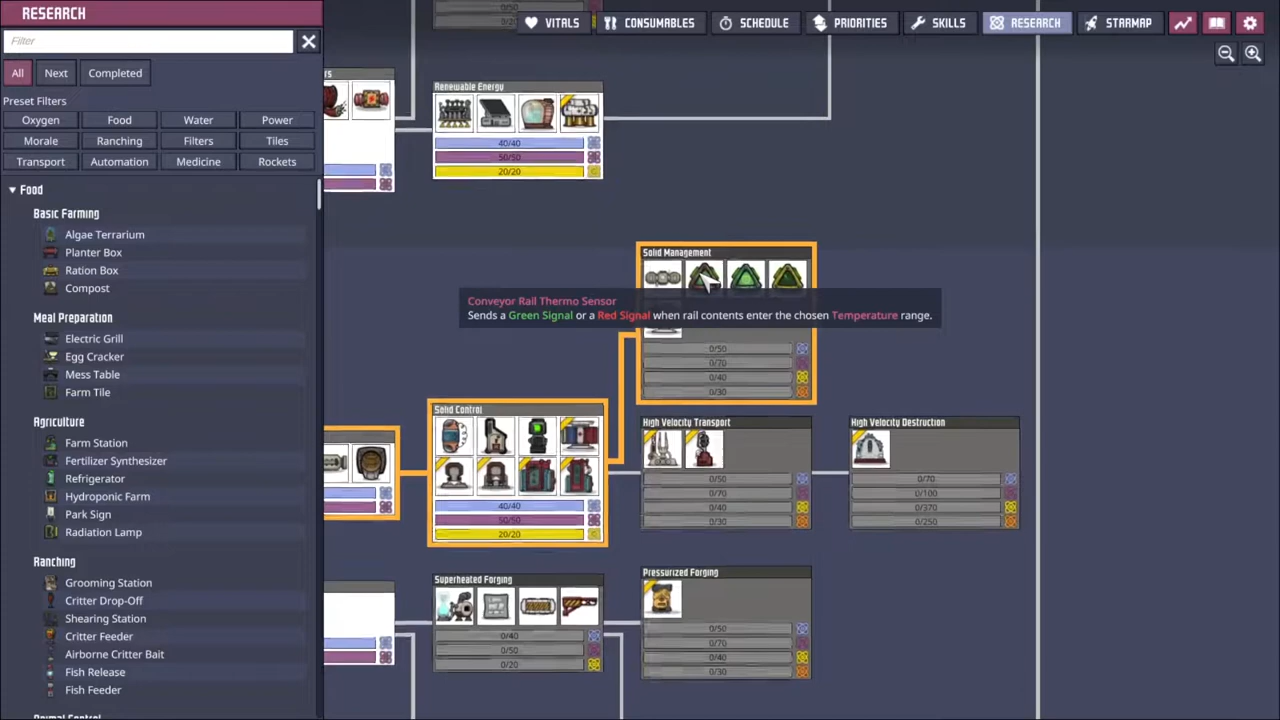 RESEARCH
VITALS
CONSUMABLES
SCHEDULE
PRIORITIES
SKILLS
RESEARCH
STARMAP
Filter
All
Next
Completed
Preset Filters
Oxygen
Food
Water
Power
Morale
Ranching
Filters
Tiles
Transport
Automation
Medicine
Rockets
Food
Basic Farming
Algae Terrarium
Planter Box
Ration Box
Compost
Meal Preparation
Electric Grill
Egg Cracker
Mess Table
Farm Tile
Agriculture
Farm Station
Fertilizer Synthesizer
Refrigerator
Hydroponic Farm
Park Sign
Radiation Lamp
Ranching
Grooming Station
Critter Drop-Off
Shearing Station
Critter Feeder
Airborne Critter Bait
Fish Release
Fish Feeder
Animal Control
Renewable Energy
40/40
50/50
20/20
Solid Management
Conveyor Rail Thermo Sensor
Sends a Green Signal or a Red Signal when rail contents enter the chosen Temperature range.
0/50
0/70
0/40
0/30
Solid Control
40/40
50/50
20/20
High Velocity Transport
0/50
0/70
0/40
0/30
High Velocity Destruction
0/70
0/100
0/370
0/250
Superheated Forging
0/40
0/50
0/20
Pressurized Forging
0/50
0/70
0/40
0/30